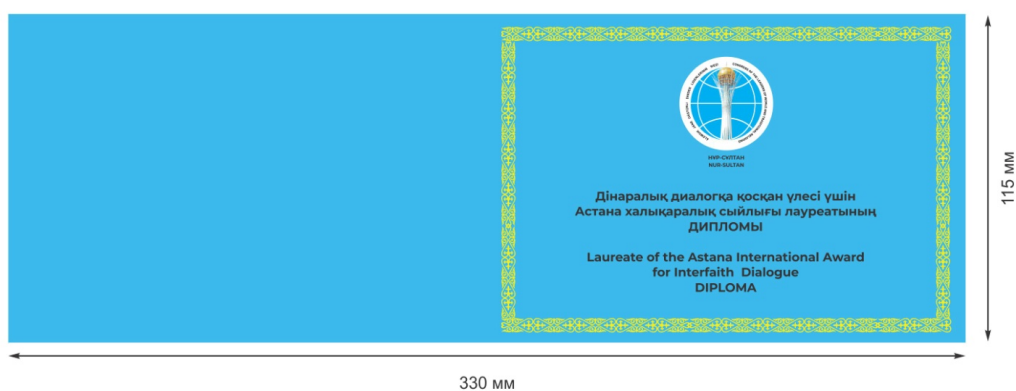 НҰР-СҰЛТАН
NUR-SULTAN
Дінаралық диалогқа қосқан үлесі үшін
Астана халықаралық сыйлығы лауреатының
ДИПЛОМЫ
Laureate of the Astana International Award
for Interfaith Dialogue
DIPLOMA
115 мм
330 мм